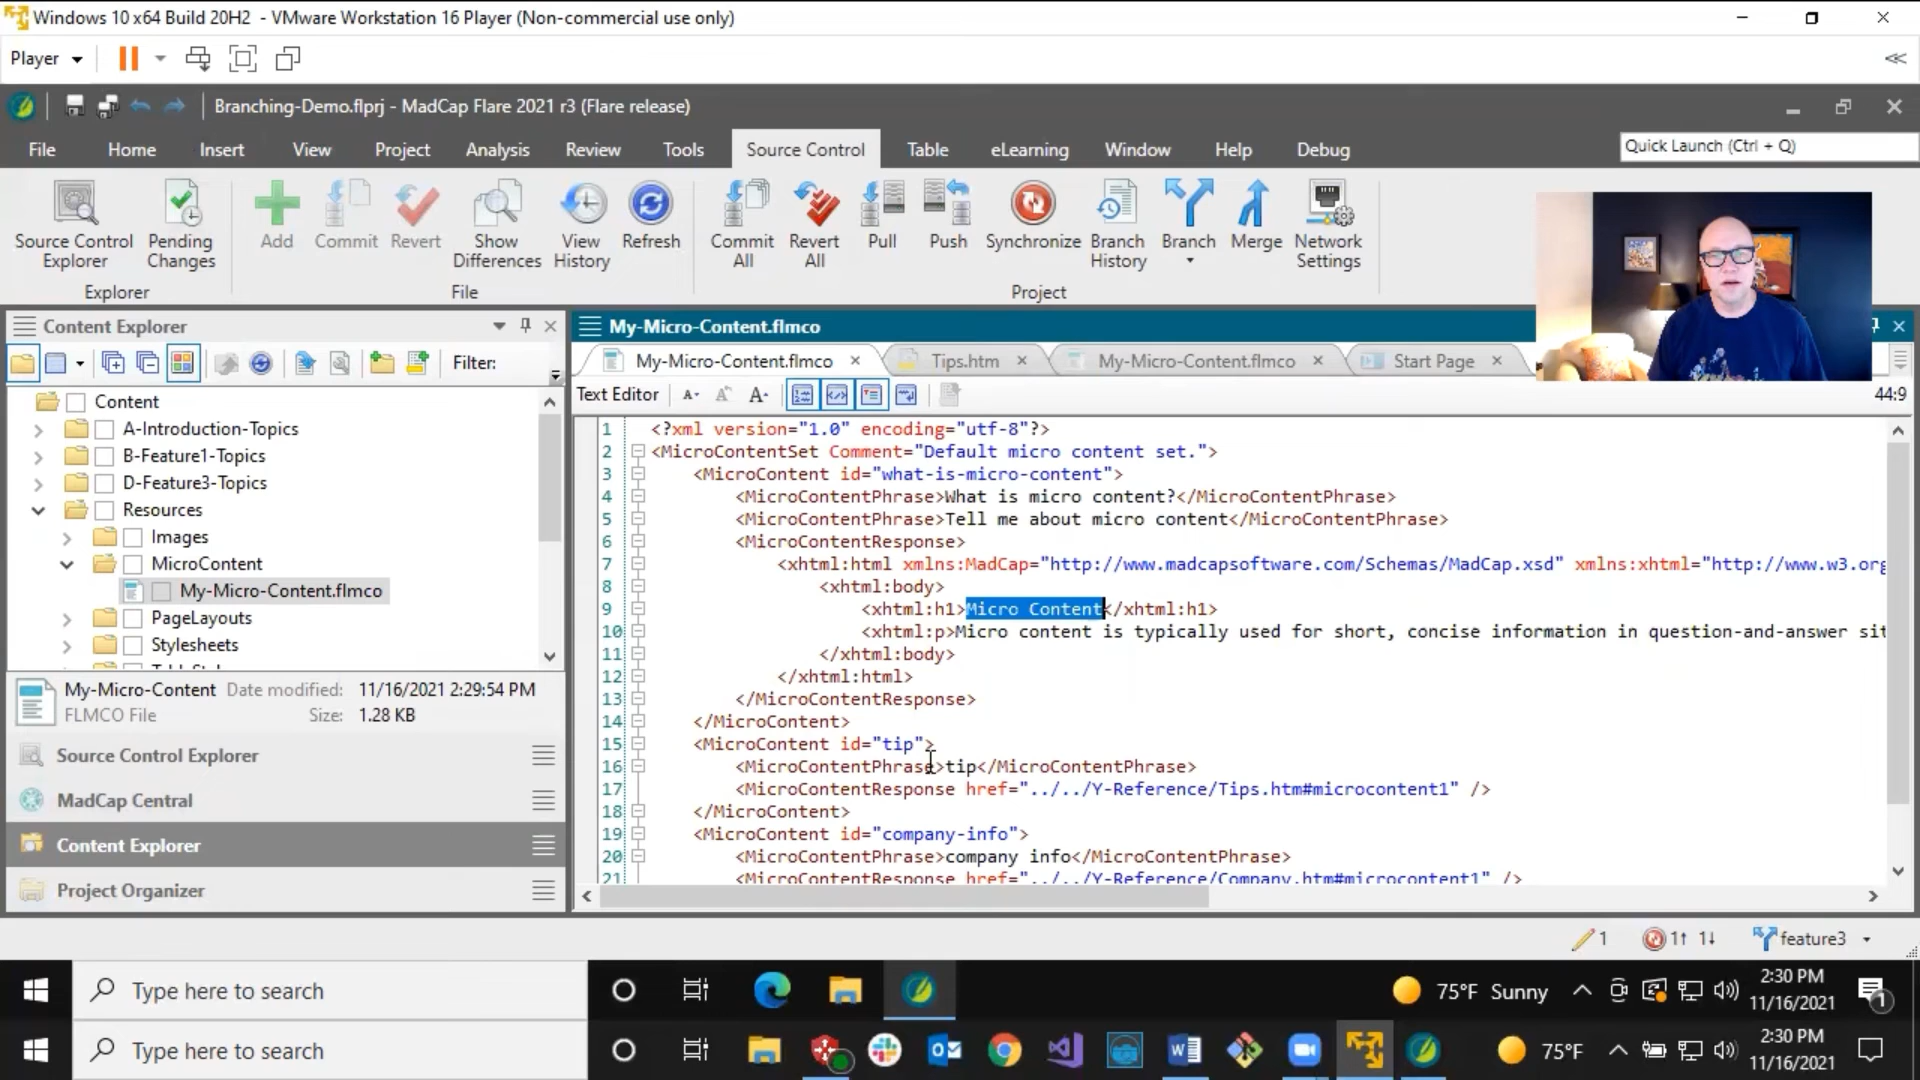 Windows 10 x64 Build 20H2 - VMware Workstation 16 Player (Non-commercial use only)
Player
Branching-Demo.flprj - MadCap Flare 2021 r3 (Flare release)
File Home Insert View Project Analysis Review Tools Source Control Table eLearning Window Help Debug
Quick Launch (Ctrl + Q)
Source Control Explorer
Pending Changes
Explorer
Add
Commit
Revert
Show Differences
View History
Refresh
File
Commit All
Revert All
Pull
Push
Synchronize
Branch History
Branch
Merge
Network Settings
Project
Content Explorer
Filter:
Content
A-Introduction-Topics
B-Feature1-Topics
D-Feature3-Topics
Resources
Images
MicroContent
My-Micro-Content.flmco
PageLayouts
Stylesheets
My-Micro-Content Date modified: 11/16/2021 2:29:54 PM
FLMCO File Size: 1.28 KB
Source Control Explorer
MadCap Central
Content Explorer
Project Organizer
My-Micro-Content.flmco
My-Micro-Content.flmco Tips.htm My-Micro-Content.flmco Start Page
Text Editor
44:9
1 <?xml version="1.0" encoding="utf-8"?>
2 <MicroContentSet Comment="Default micro content set.">
3 <MicroContent id="what-is-micro-content">
4 <MicroContentPhrase>What is micro content?</MicroContentPhrase>
5 <MicroContentPhrase>Tell me about micro content</MicroContentPhrase>
6 <MicroContentResponse>
7 <xhtml:html xmlns:MadCap="http://www.madcapsoftware.com/Schemas/MadCap.xsd" xmlns:xhtml="http://www.w3.org
8 <xhtml:body>
9 <xhtml:h1>Micro Content</xhtml:h1>
10 <xhtml:p>Micro content is typically used for short, concise information in question-and-answer sit
11 </xhtml:body>
12 </xhtml:html>
13 </MicroContentResponse>
14 </MicroContent>
15 <MicroContent id="tip">
16 <MicroContentPhrase>tip</MicroContentPhrase>
17 <MicroContentResponse href="../../Y-Reference/Tips.htm#microcontent1" />
18 </MicroContent>
19 <MicroContent id="company-info">
20 <MicroContentPhrase>company info</MicroContentPhrase>
21 <MicroContentResponse href="../../Y-Reference/Company.htm#microcontent1" />
1 1 1 feature3
Type here to search
75°F Sunny
2:30 PM
11/16/2021
1
Type here to search
75°F
2:30 PM
11/16/2021